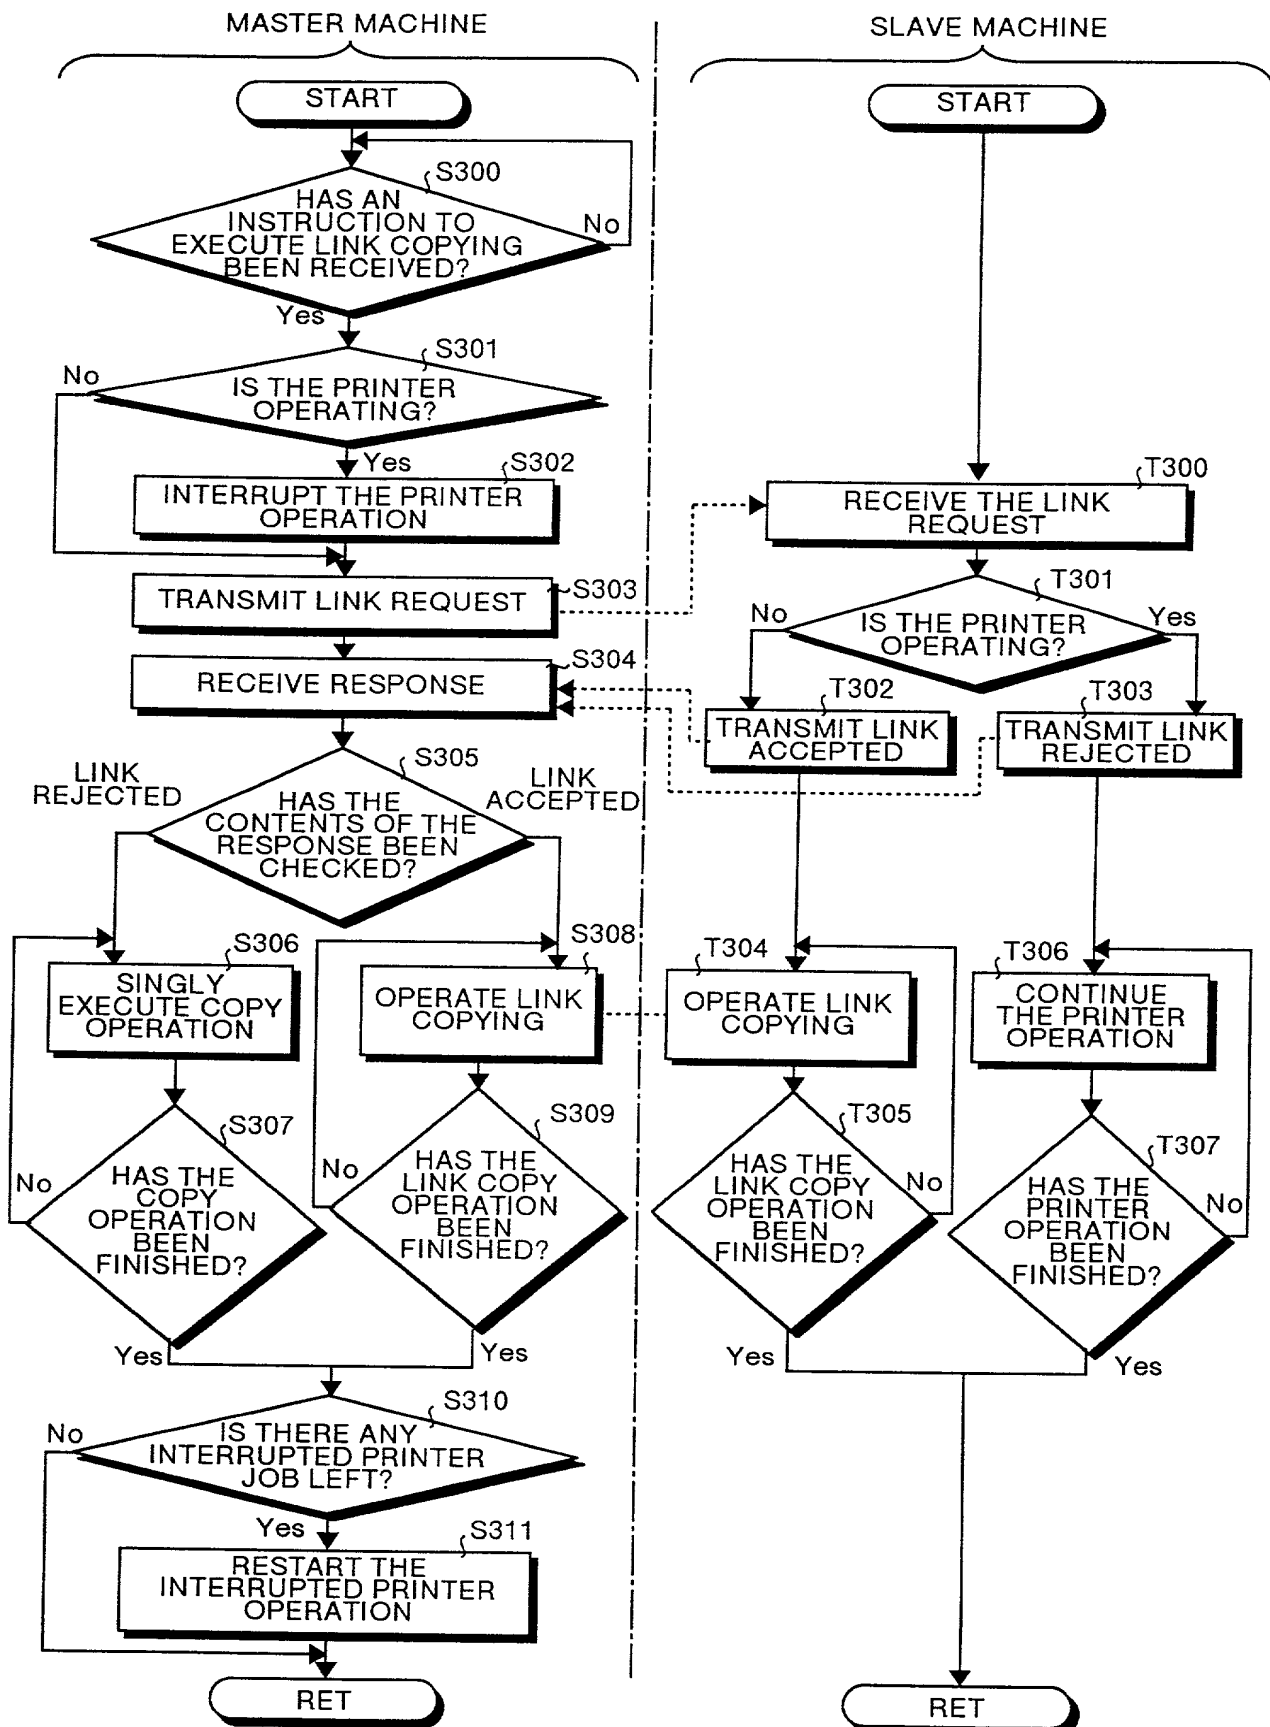 MASTER MACHINE
START
S300
HAS AN
INSTRUCTION TO
EXECUTE LINK COPYING
BEEN RECEIVED?
No
Yes
S301
No
IS THE PRINTER
OPERATING?
Yes
S302
INTERRUPT THE PRINTER
OPERATION
S303
TRANSMIT LINK REQUEST
S304
RECEIVE RESPONSE
S305
LINK
REJECTED
LINK
ACCEPTED
HAS THE
CONTENTS OF THE
RESPONSE BEEN
CHECKED?
S306
SINGLY
EXECUTE COPY
OPERATION
S307
No
HAS THE
COPY
OPERATION
BEEN
FINISHED?
Yes
S308
OPERATE LINK
COPYING
S309
No
HAS THE
LINK COPY
OPERATION
BEEN
FINISHED?
Yes
S310
No
IS THERE ANY
INTERRUPTED PRINTER
JOB LEFT?
Yes
S311
RESTART THE
INTERRUPTED PRINTER
OPERATION
RET
SLAVE MACHINE
START
T300
RECEIVE THE LINK
REQUEST
T301
No
Yes
IS THE PRINTER
OPERATING?
T302
TRANSMIT LINK
ACCEPTED
T303
TRANSMIT LINK
REJECTED
T304
OPERATE LINK
COPYING
T305
HAS THE
LINK COPY
OPERATION
BEEN
FINISHED?
No
Yes
T306
CONTINUE
THE PRINTER
OPERATION
T307
HAS THE
PRINTER
OPERATION
BEEN
FINISHED?
No
Yes
RET